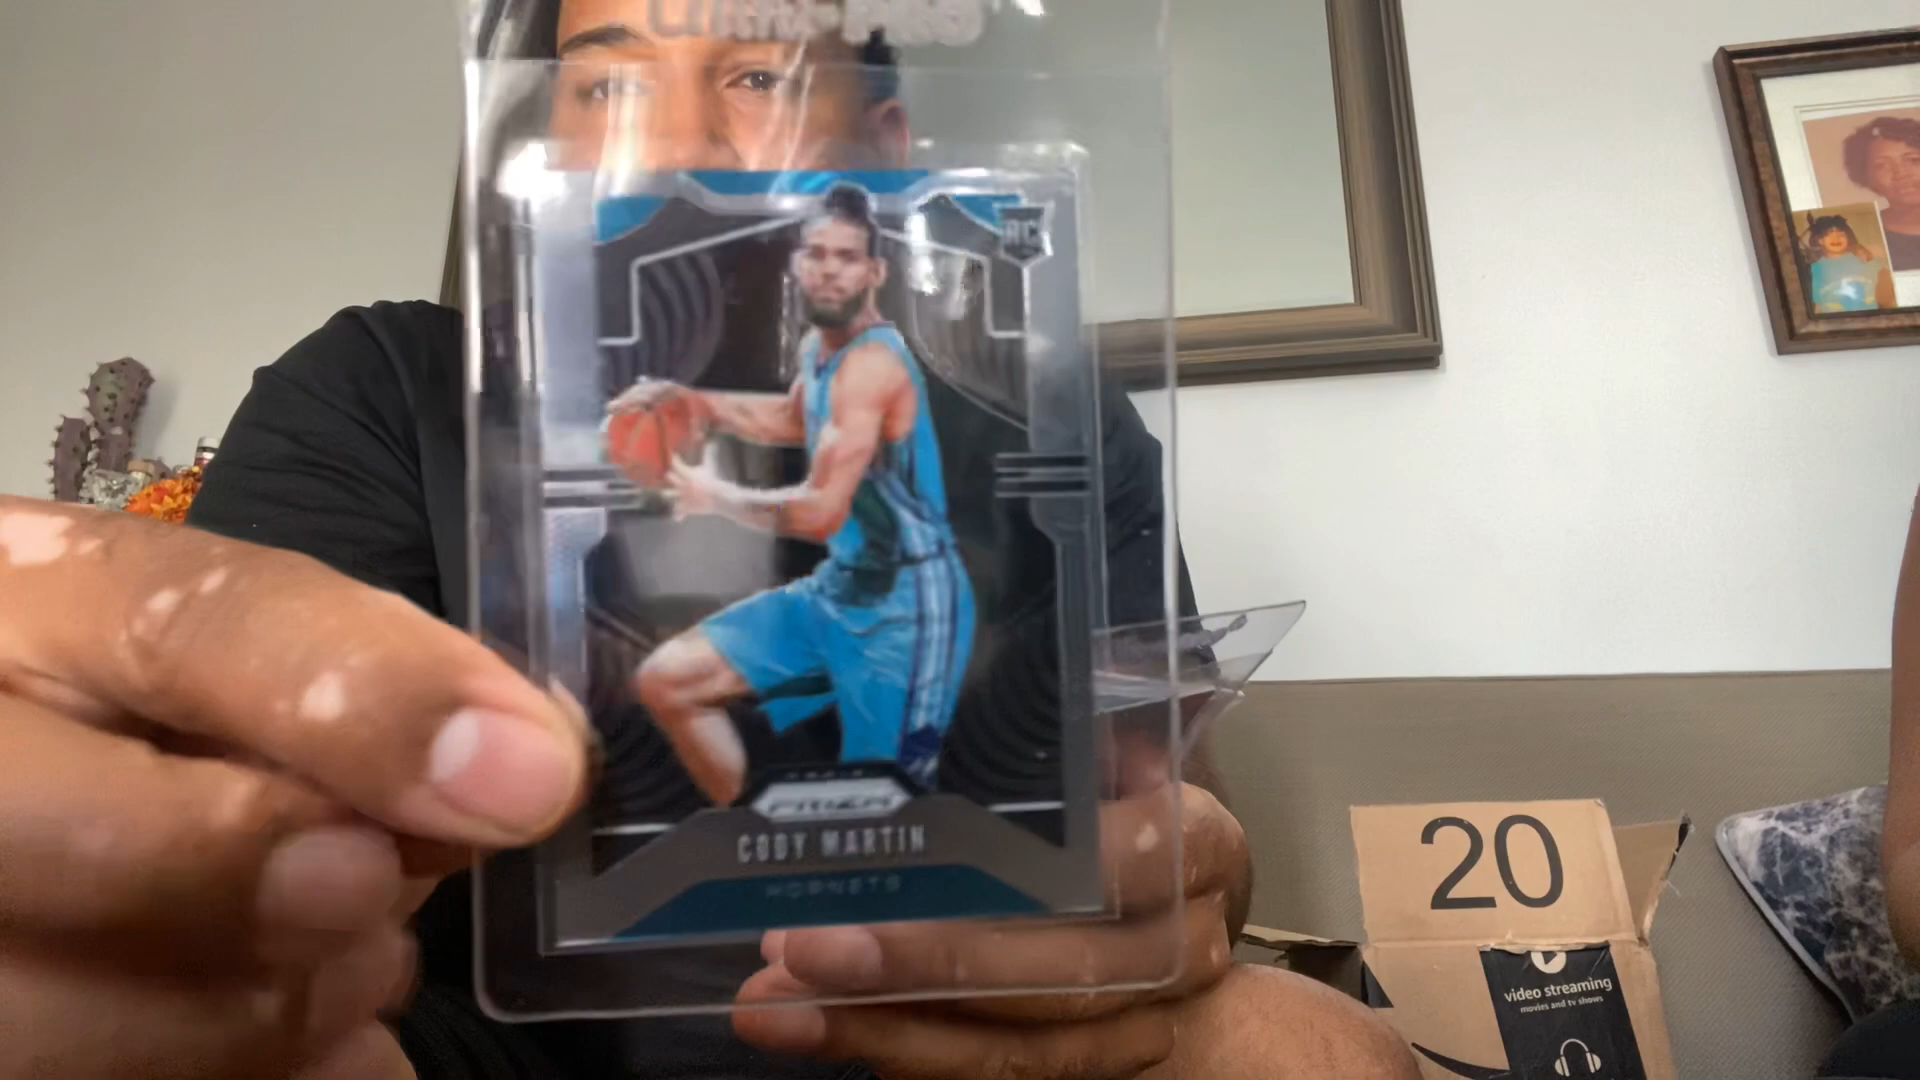 RC
PRIZM
CODY MARTIN
HORNETS
20
video streaming
movies and tv shows